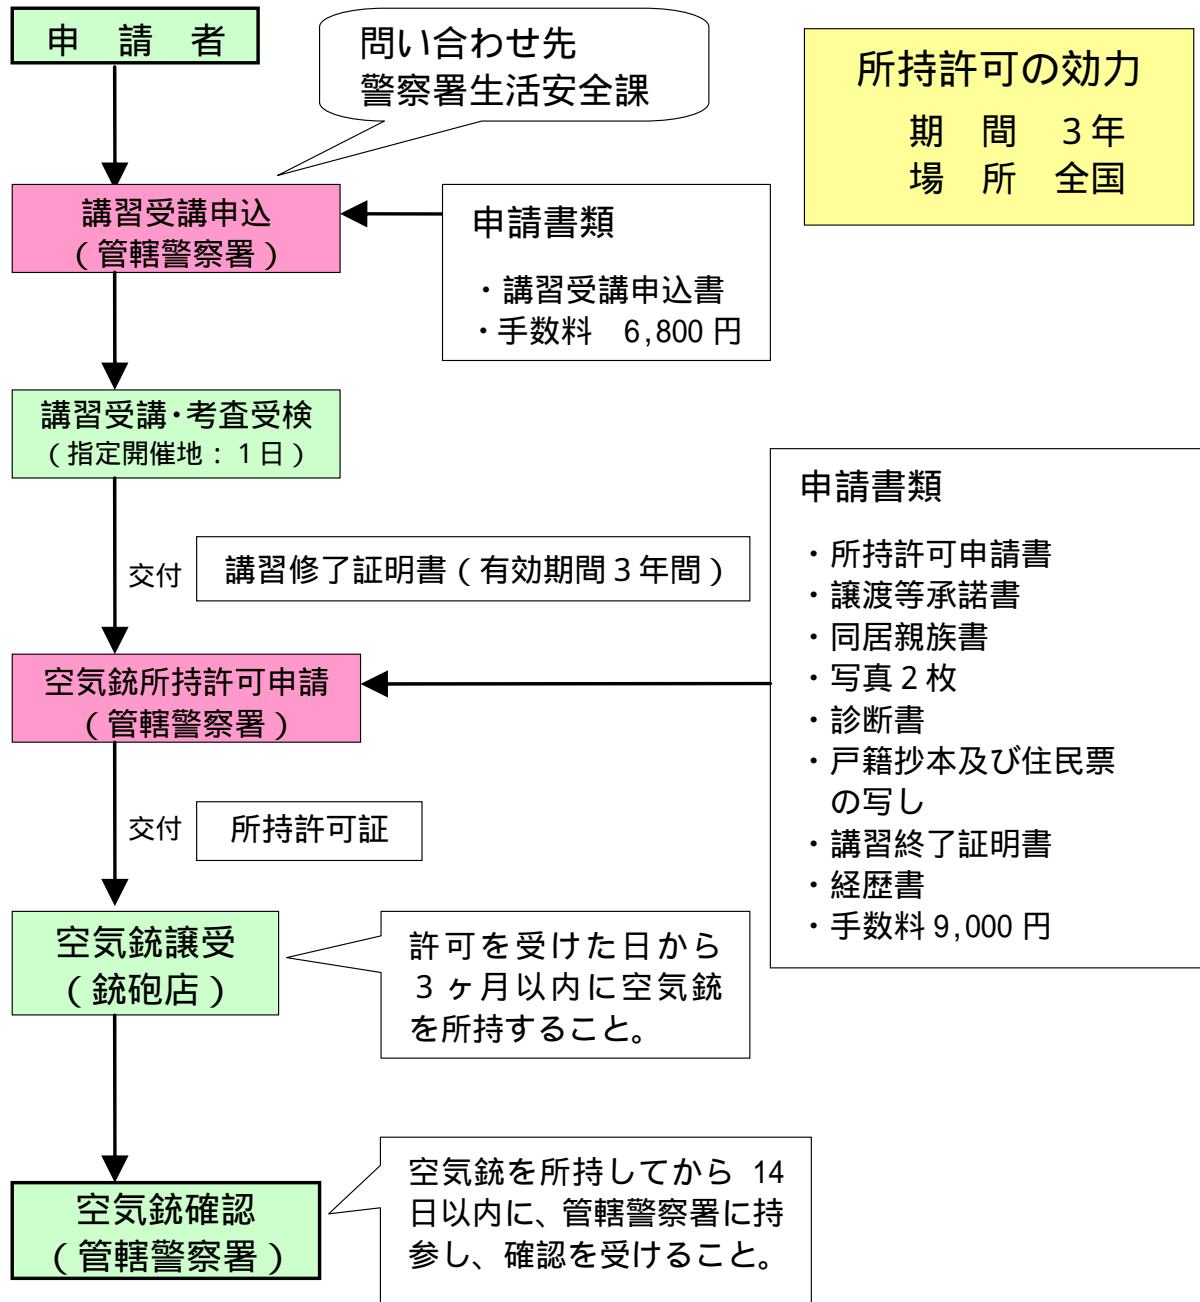 申　請　者
問い合わせ先
警察署生活安全課
所持許可の効力
期　間　3年
場　所　全国
講習受講申込
（管轄警察署）
申請書類
・講習受講申込書
・手数料　6,800円
講習受講・考査受検
（指定開催地：1日）
交付
講習修了証明書（有効期間3年間）
申請書類
・所持許可申請書
・譲渡等承諾書
・同居親族書
・写真2枚
・診断書
・戸籍抄本及び住民票
の写し
・講習終了証明書
・経歴書
・手数料9,000円
空気銃所持許可申請
（管轄警察署）
交付
所持許可証
空気銃譲受
（銃砲店）
許可を受けた日から
3ヶ月以内に空気銃
を所持すること。
空気銃確認
（管轄警察署）
空気銃を所持してから 14
日以内に、管轄警察署に持
参し、確認を受けること。